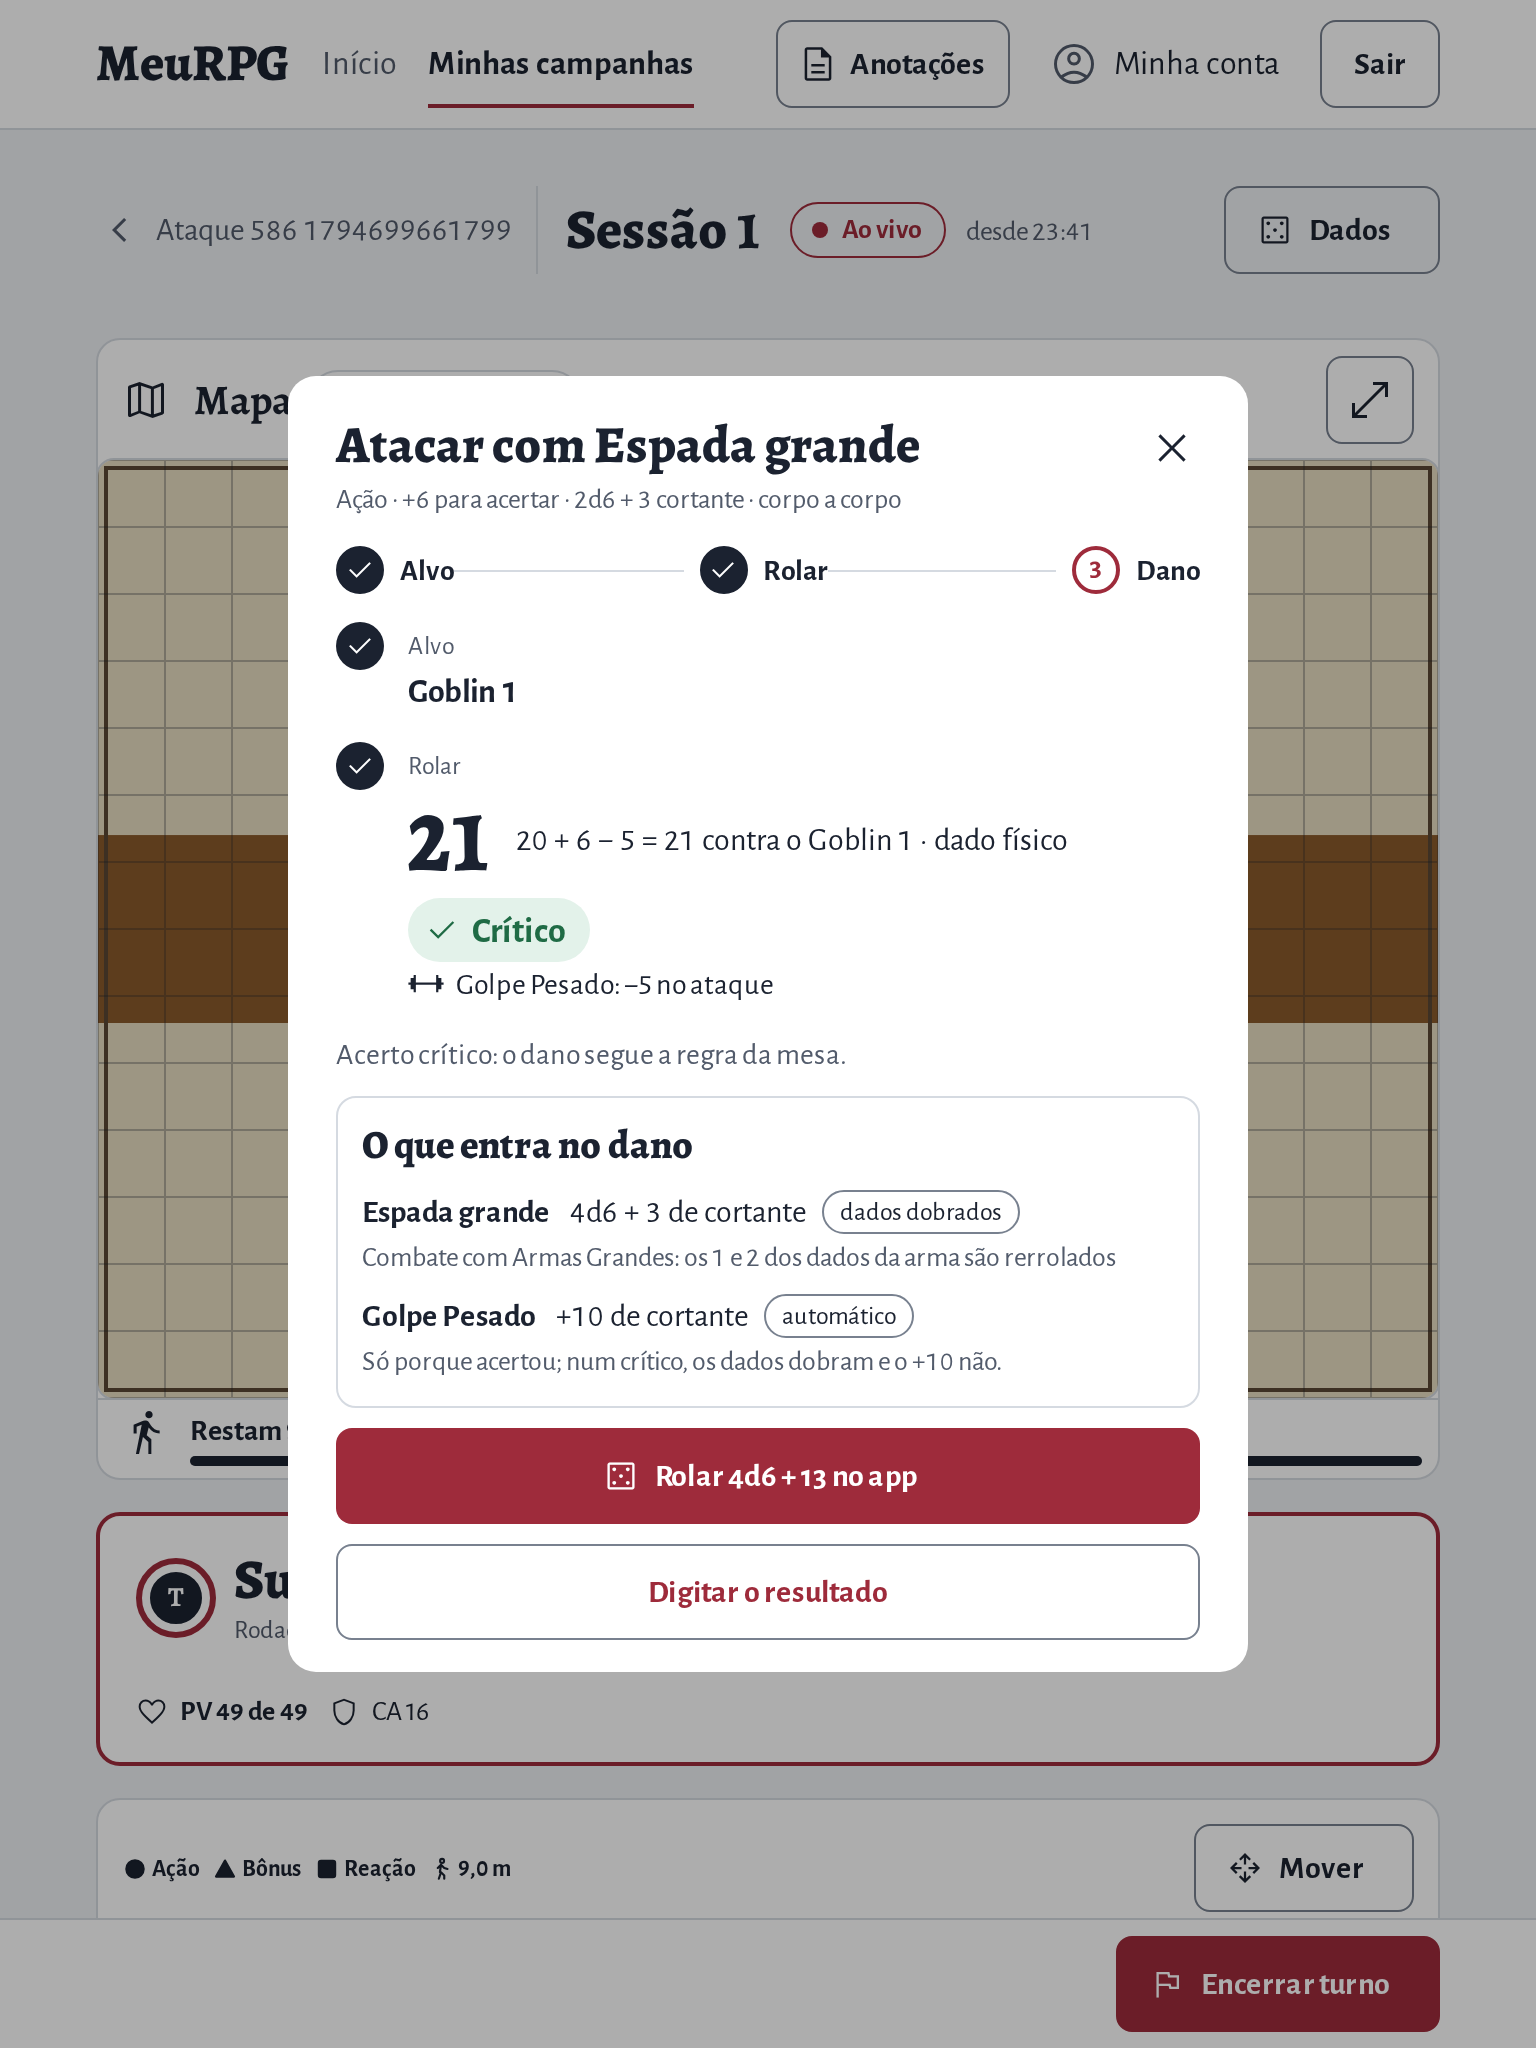 MeuRPG
Início
Minhas campanhas
Anotações
Minha conta
Sair
Ataque 586 1794699661799
Sessão 1
Ao vivo
desde 23:41
Dados
Mapa
Atacar com Espada grande
Ação · +6 para acertar · 2d6 + 3 cortante · corpo a corpo
Alvo
Rolar
3
Dano
Alvo
Goblin 1
Rolar
21
20 + 6 − 5 = 21 contra o Goblin 1 · dado físico
Crítico
Golpe Pesado: −5 no ataque
Acerto crítico: o dano segue a regra da mesa.
O que entra no dano
Espada grande 4d6 + 3 de cortante dados dobrados
Combate com Armas Grandes: os 1 e 2 dos dados da arma são rerrolados
Golpe Pesado +10 de cortante automático
Só porque acertou; num crítico, os dados dobram e o +10 não.
Rolar 4d6 + 13 no app
Digitar o resultado
Restam
T
PV 49 de 49
CA 16
Ação
Bônus
Reação
9,0 m
Mover
Encerrar turno